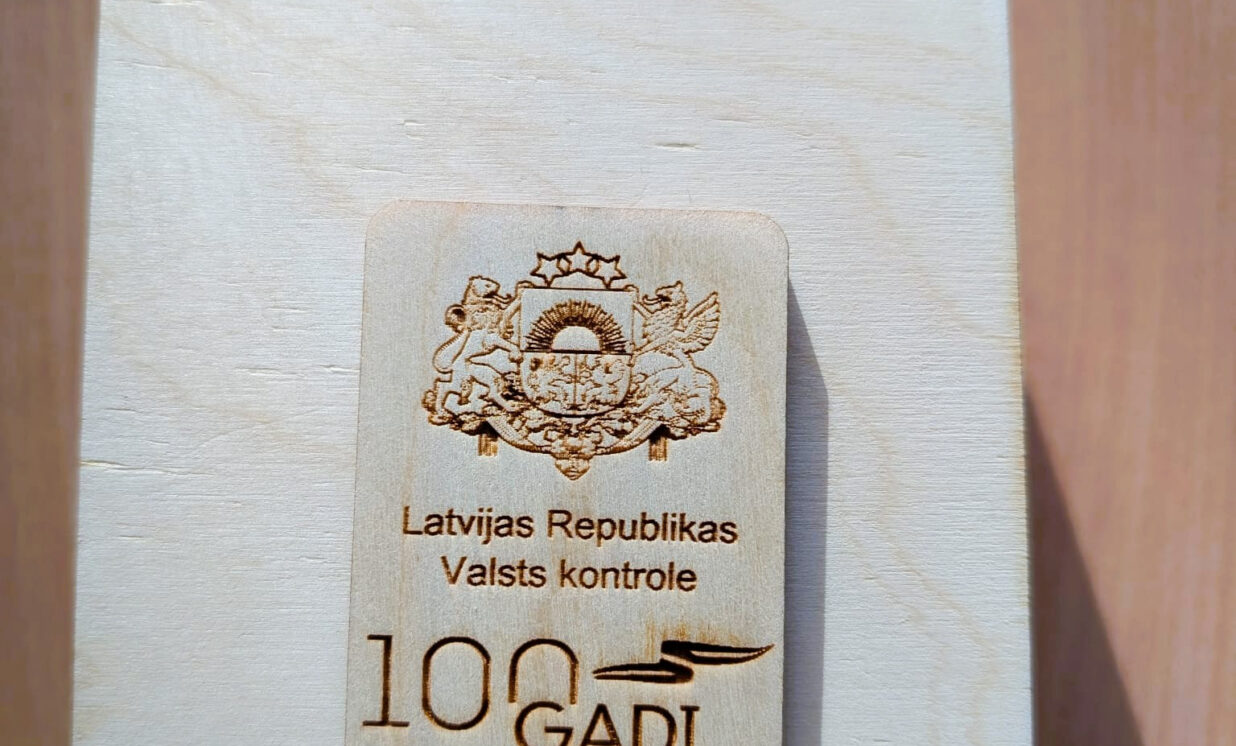 Latvijas Republikas
Valsts kontrole
100
GADI